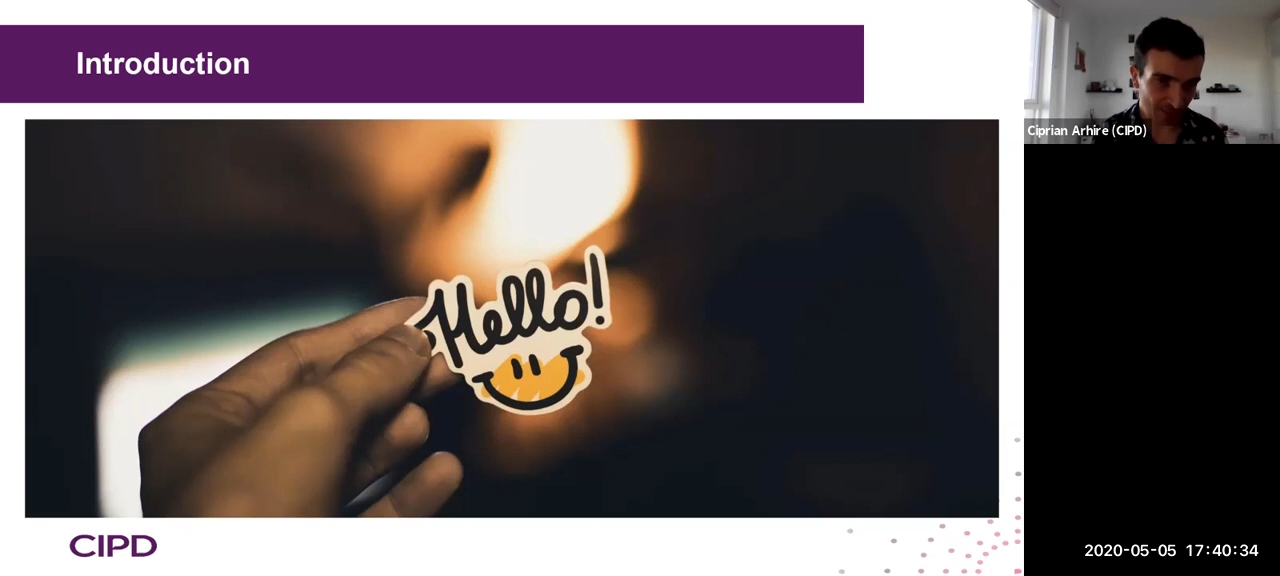 Introduction
Ciprian Arhire (CIPD)
Hello!
CIPD
2020-05-05 17:40:34